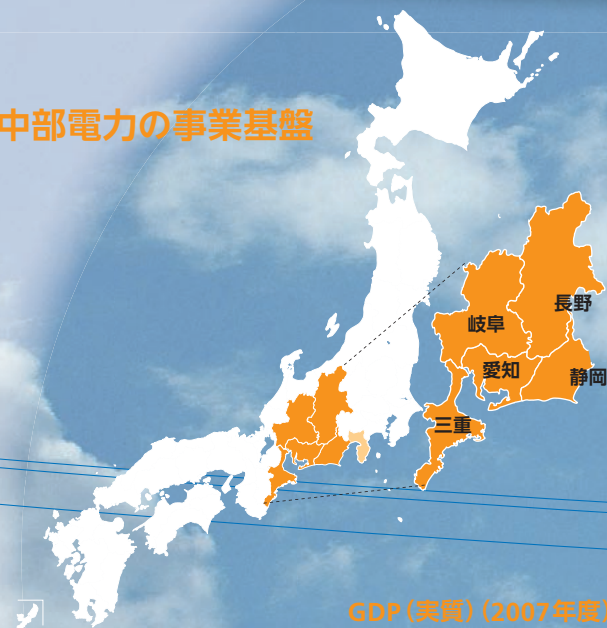 中部電力の事業基盤
長野
岐阜
愛知
静岡
三重
GDP(実質)(2007年度)